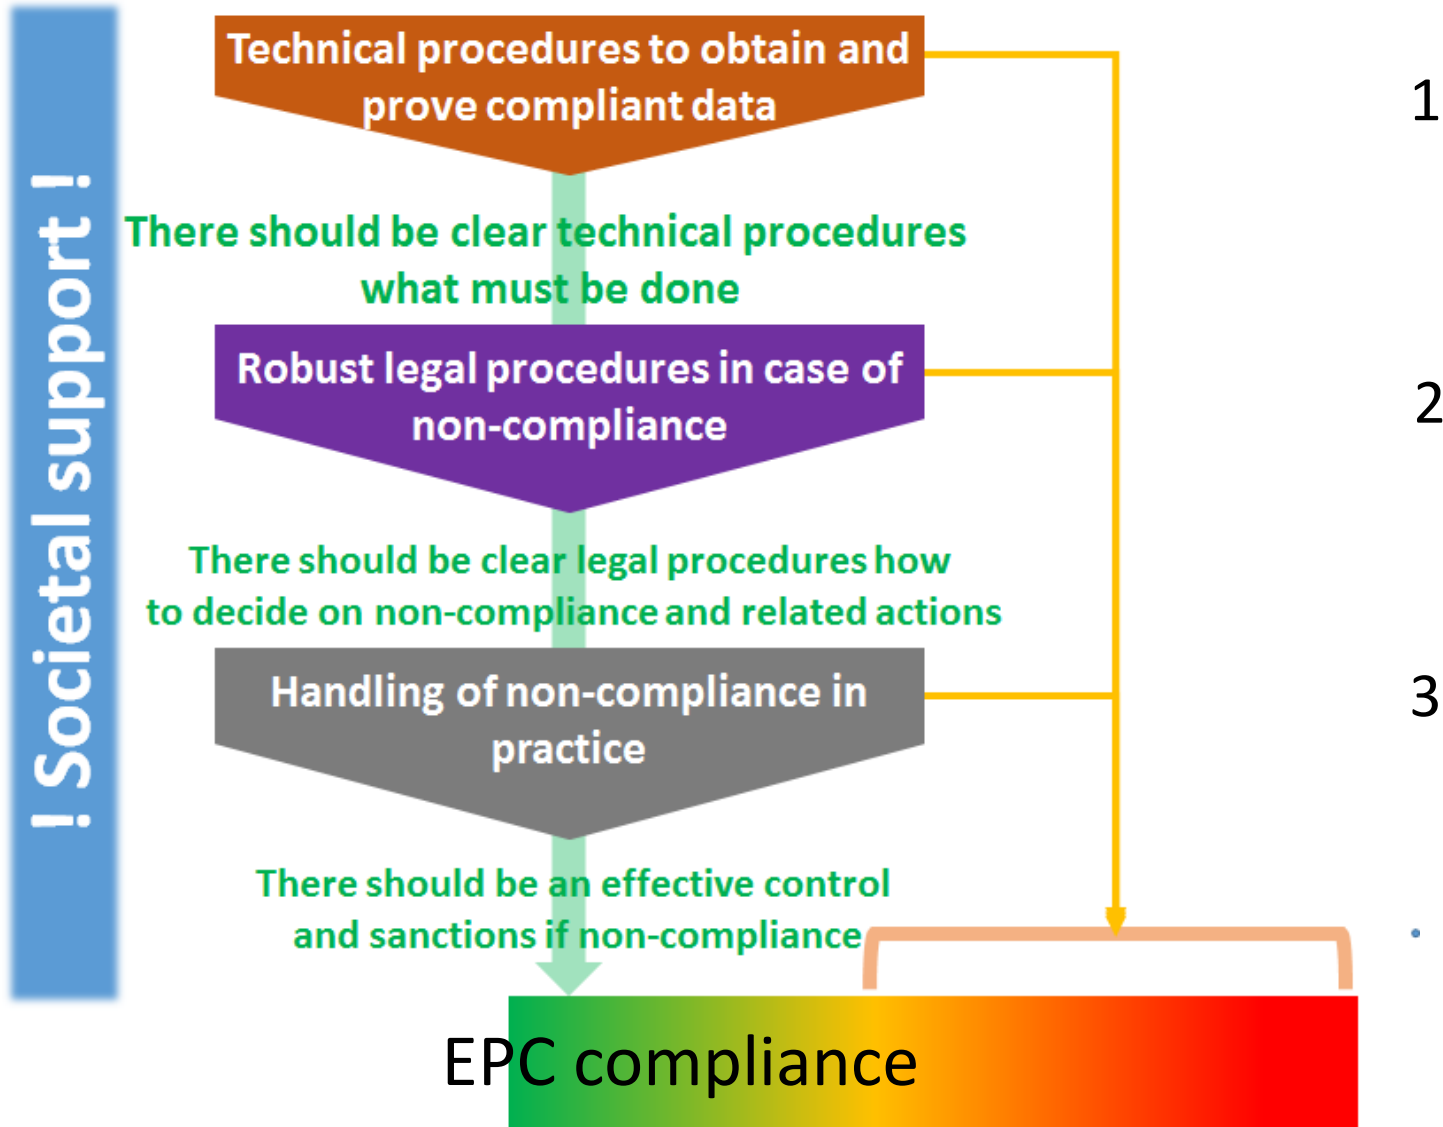 ! Societal support !
Technical procedures to obtain and
prove compliant data
1
There should be clear technical procedures
what must be done
Robust legal procedures in case of
non-compliance
2
There should be clear legal procedures how
to decide on non-compliance and related actions
Handling of non-compliance in
practice
3
There should be an effective control
and sanctions if non-compliance
EPC compliance